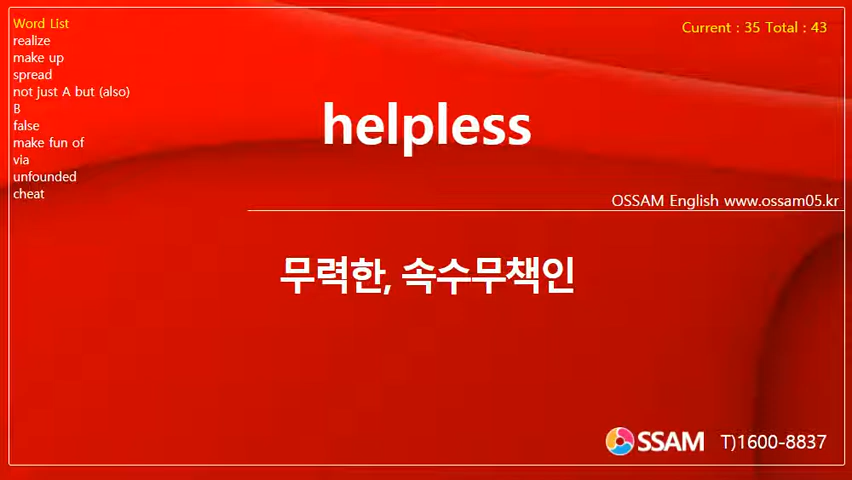 Word List
realize
make up
spread
not just A but (also)
B
false
make fun of
via
unfounded
cheat
Current : 35 Total : 43
helpless
OSSAM English www.ossam05.kr
무력한, 속수무책인
OSSAM T)1600-8837